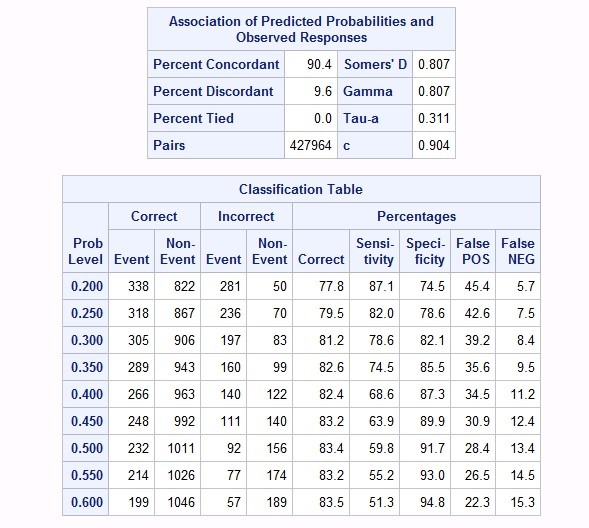 Association of Predicted Probabilities and
Observed Responses
Percent Concordant 90.4 Somers' D 0.807
Percent Discordant 9.6 Gamma 0.807
Percent Tied 0.0 Tau-a 0.311
Pairs 427964 c 0.904
Classification Table
Correct Incorrect Percentages
Prob Non- Non- Sensi- Speci- False False
Level Event Event Event Event Correct tivity ficity POS NEG
0.200 338 822 281 50 77.8 87.1 74.5 45.4 5.7
0.250 318 867 236 70 79.5 82.0 78.6 42.6 7.5
0.300 305 906 197 83 81.2 78.6 82.1 39.2 8.4
0.350 289 943 160 99 82.6 74.5 85.5 35.6 9.5
0.400 266 963 140 122 82.4 68.6 87.3 34.5 11.2
0.450 248 992 111 140 83.2 63.9 89.9 30.9 12.4
0.500 232 1011 92 156 83.4 59.8 91.7 28.4 13.4
0.550 214 1026 77 174 83.2 55.2 93.0 26.5 14.5
0.600 199 1046 57 189 83.5 51.3 94.8 22.3 15.3